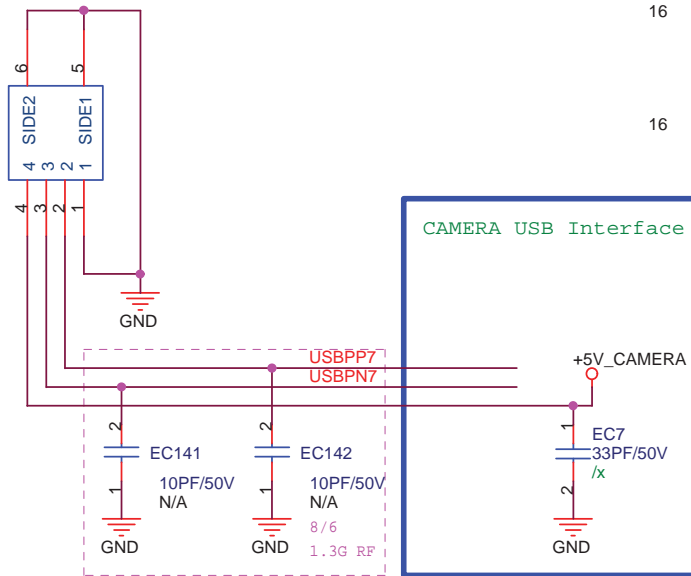 16
6
5
SIDE2
SIDE1
16
4
3
2
1
4
3
2
1
CAMERA USB Interface
GND
USBPP7
+5V_CAMERA
USBPN7
2
EC141
2
EC142
1
EC7
10PF/50V
10PF/50V
33PF/50V
1
N/A
1
N/A
/x
2
8/6
GND
GND
1.3G RF
GND